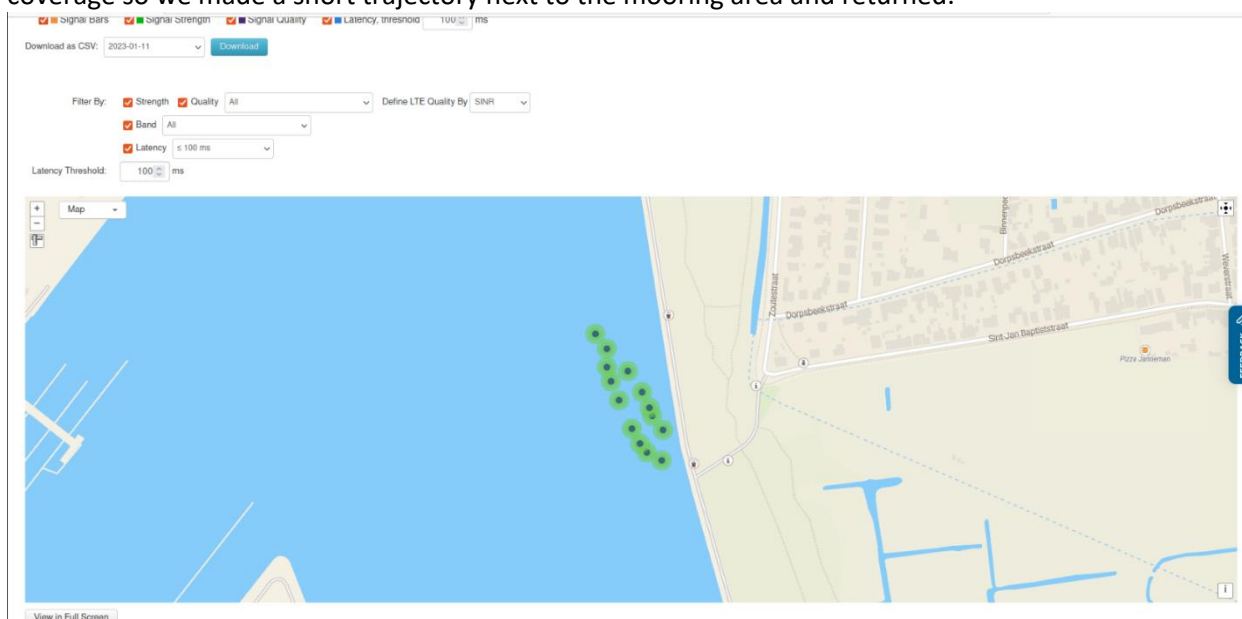 coverage so we made a short trajectory next to the mooring area and returned.
Signal Bars Signal Strength Signal Quality Latency, threshold 100 ms
Download as CSV: 2023-01-11 Download
Filter By: Strength Quality All Define LTE Quality By SINR
Band All
Latency ≤ 100 ms
Latency Threshold: 100 ms
+ Map
−
Dorpsbeekstraat
Dorpsbeekstraat
Zoutestraat
Dorpsbeekstraat
Sint-Jan Baptiststraat
Pizza Janneman
FEEDBACK
i
View in Full Screen